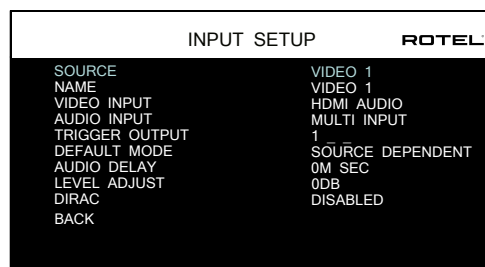 INPUT SETUP ROTEL
SOURCE VIDEO 1
NAME VIDEO 1
VIDEO INPUT HDMI AUDIO
AUDIO INPUT MULTI INPUT
TRIGGER OUTPUT 1 _ _
DEFAULT MODE SOURCE DEPENDENT
AUDIO DELAY 0M SEC
LEVEL ADJUST 0DB
DIRAC DISABLED
BACK